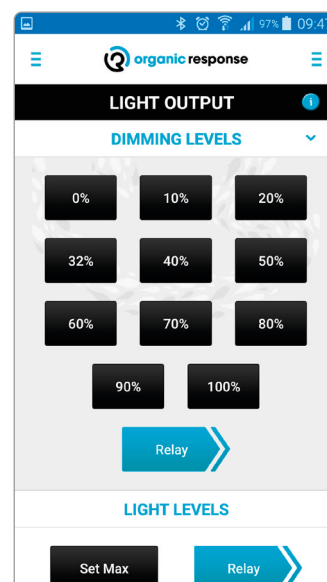 97% 09:47
organic response
LIGHT OUTPUT i
DIMMING LEVELS
0% 10% 20%
32% 40% 50%
60% 70% 80%
90% 100%
Relay
LIGHT LEVELS
Set Max Relay